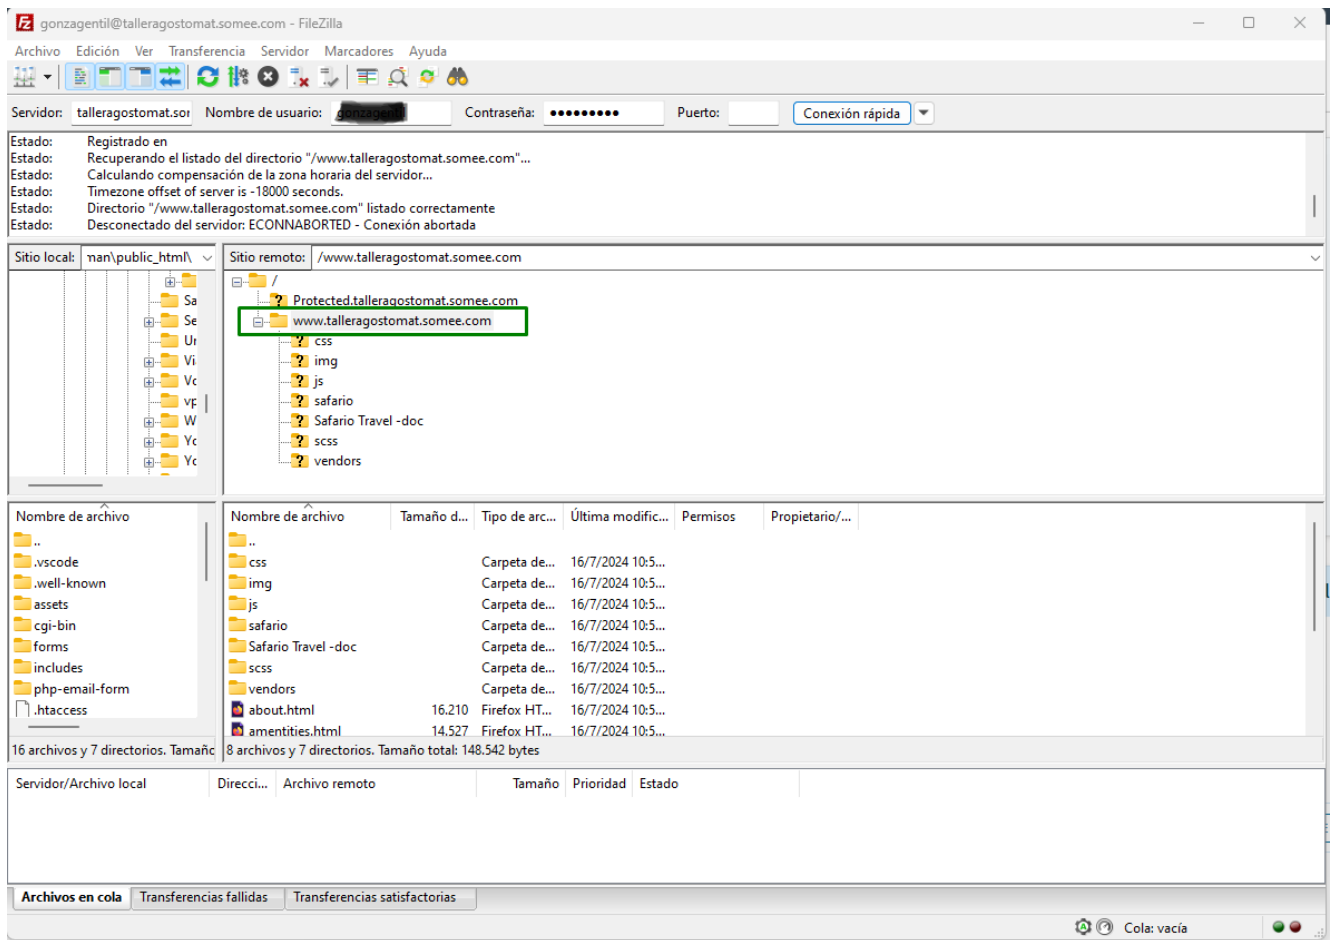 gonzagentil@talleragostomat.somee.com - FileZilla
Archivo Edición Ver Transferencia Servidor Marcadores Ayuda
Servidor: talleragostomat.sor Nombre de usuario: Contraseña: ●●●●●●●●● Puerto: Conexión rápida
Estado: Registrado en
Estado: Recuperando el listado del directorio "/www.talleragostomat.somee.com"...
Estado: Calculando compensación de la zona horaria del servidor...
Estado: Timezone offset of server is -18000 seconds.
Estado: Directorio "/www.talleragostomat.somee.com" listado correctamente
Estado: Desconectado del servidor: ECONNABORTED - Conexión abortada
Sitio local: nan\public_html\
Sa
Se
Ur
Vi
Vc
vp
W
Yc
Yc
Sitio remoto: /www.talleragostomat.somee.com
/
? Protected.talleragostomat.somee.com
www.talleragostomat.somee.com
? css
? img
? js
? safario
? Safario Travel -doc
? scss
? vendors
Nombre de archivo
..
.vscode
.well-known
assets
cgi-bin
forms
includes
php-email-form
.htaccess
16 archivos y 7 directorios. Tamañc
Nombre de archivo Tamaño d... Tipo de arc... Última modific... Permisos Propietario/...
..
css Carpeta de... 16/7/2024 10:5...
img Carpeta de... 16/7/2024 10:5...
js Carpeta de... 16/7/2024 10:5...
safario Carpeta de... 16/7/2024 10:5...
Safario Travel -doc Carpeta de... 16/7/2024 10:5...
scss Carpeta de... 16/7/2024 10:5...
vendors Carpeta de... 16/7/2024 10:5...
about.html 16.210 Firefox HT... 16/7/2024 10:5...
amentities.html 14.527 Firefox HT... 16/7/2024 10:5...
8 archivos y 7 directorios. Tamaño total: 148.542 bytes
Servidor/Archivo local Direcci... Archivo remoto Tamaño Prioridad Estado
Archivos en cola Transferencias fallidas Transferencias satisfactorias
Cola: vacía